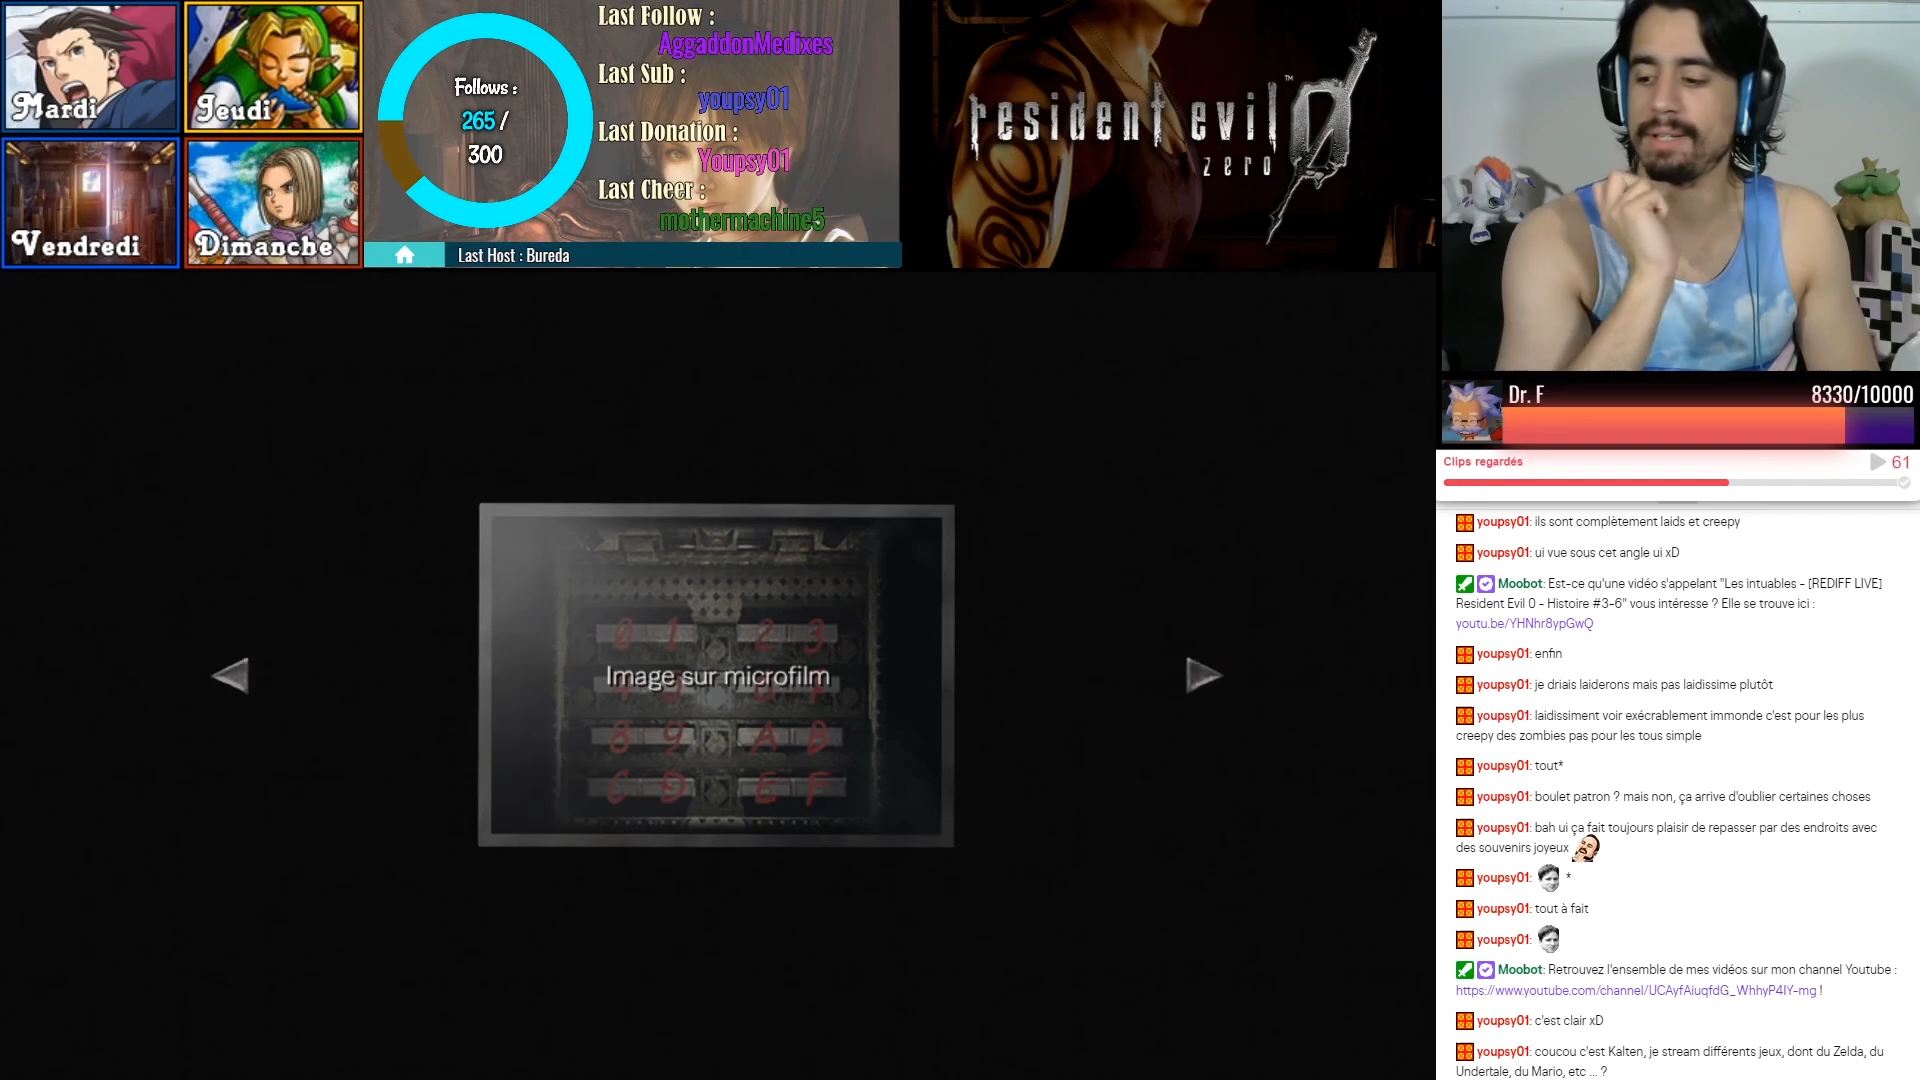 Mardi
Jeudi
Vendredi
Dimanche
Follows :
265 /
300
Last Follow :
AggaddonMedixes
Last Sub :
youpsy01
Last Donation :
Youpsy01
Last Cheer :
mothermachine5
Last Host : Bureda
resident evil 0
™
zero
Dr. F
8330/10000
Clips regardés
61
0 1 2 3
Image sur microfilm
8 9 A B
C D E F
youpsy01: ils sont complètement laids et creepy
youpsy01: ui vue sous cet angle ui xD
Moobot: Est-ce qu'une vidéo s'appelant "Les intuables - [REDIFF LIVE]
Resident Evil 0 - Histoire #3-6" vous intéresse ? Elle se trouve ici :
youtu.be/YHNhr8ypGwQ
youpsy01: enfin
youpsy01: je driais laiderons mais pas laidissime plutôt
youpsy01: laidissiment voir exécrablement immonde c'est pour les plus
creepy des zombies pas pour les tous simple
youpsy01: tout*
youpsy01: boulet patron ? mais non, ça arrive d'oublier certaines choses
youpsy01: bah ui ça fait toujours plaisir de repasser par des endroits avec
des souvenirs joyeux
youpsy01: *
youpsy01: tout à fait
youpsy01:
Moobot: Retrouvez l'ensemble de mes vidéos sur mon channel Youtube :
https://www.youtube.com/channel/UCAyfAiuqfdG_WhhyP4IY-mg !
youpsy01: c'est clair xD
youpsy01: coucou c'est Kalten, je stream différents jeux, dont du Zelda, du
Undertale, du Mario, etc ... ?